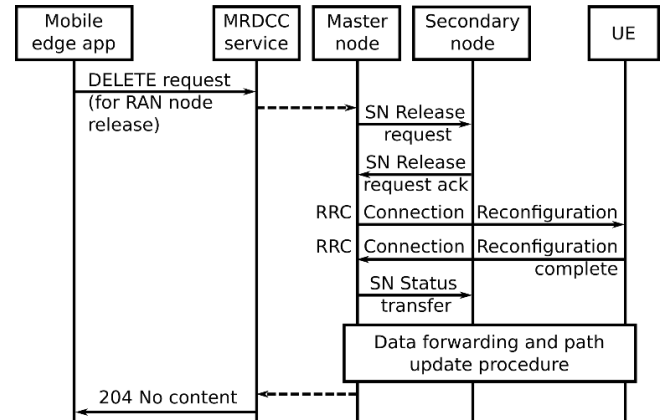 Mobile
edge app
MRDCC
service
Master
node
Secondary
node
UE
DELETE request
(for RAN node
release)
SN Release
request
SN Release
request ack
RRC Connection Reconfiguration
RRC Connection Reconfiguration
complete
SN Status
transfer
Data forwarding and path
update procedure
204 No content